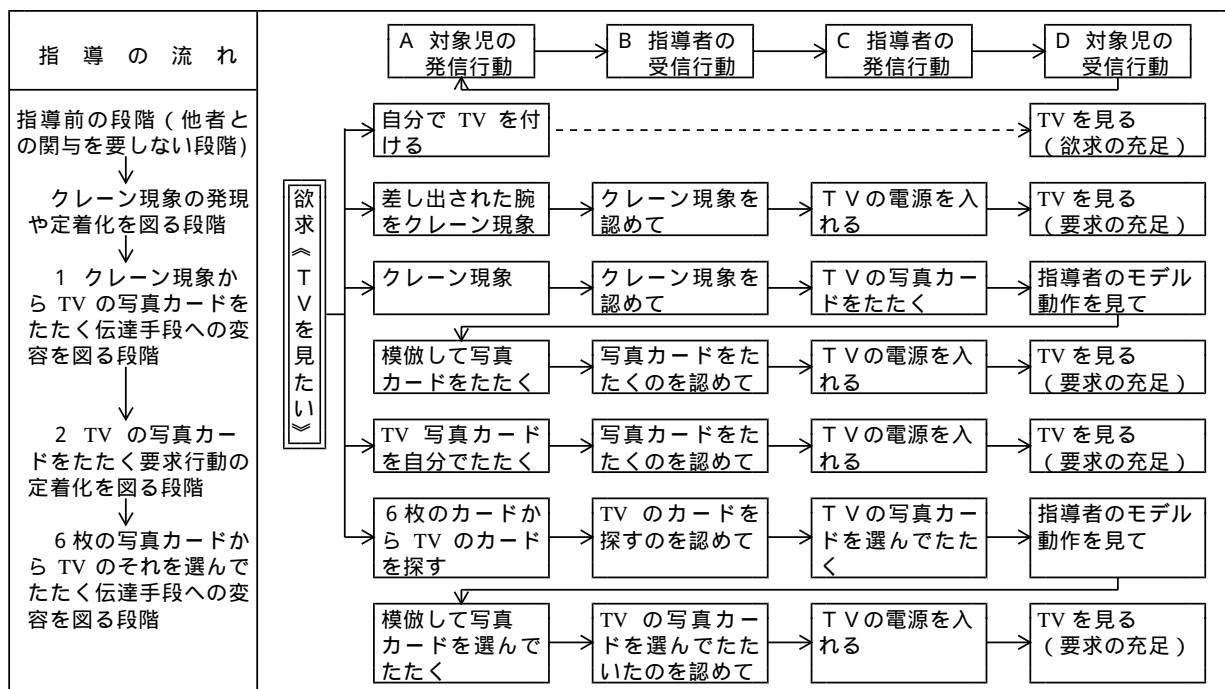 指 導 の 流 れ
A 対象児の
発信行動
B 指導者の
受信行動
C 指導者の
発信行動
D 対象児の
受信行動
指導前の段階(他者と
の関与を要しない段階)
クレーン現象の発現
や定着化を図る段階
1 クレーン現象か
ら TV の写真カードを
たたく伝達手段への変
容を図る段階
2 TV の写真カー
ドをたたく要求行動の
定着化を図る段階
6枚の写真カードか
ら TV のそれを選んで
たたく伝達手段への変
容を図る段階
欲求《TVを見たい》
自分で TV を付
ける
TV を見る
(欲求の充足)
差し出された腕
をクレーン現象
クレーン現象を
認めて
TVの電源を入
れる
TV を見る
(要求の充足)
クレーン現象
クレーン現象を
認めて
TVの写真カー
ドをたたく
指導者のモデル
動作を見て
模倣して写真
カードをたたく
写真カードをた
たくのを認めて
TVの電源を入
れる
TV を見る
(要求の充足)
TV 写真カード
を自分でたたく
写真カードをた
たくのを認めて
TVの電源を入
れる
TV を見る
(要求の充足)
6枚のカードか
ら TV のカード
を探す
TV のカードを
探すのを認めて
TVの写真カー
ドを選んでたた
く
指導者のモデル
動作を見て
模倣して写真
カードを選んで
たたく
TV の写真カー
ドを選んでたた
いたのを認めて
TVの電源を入
れる
TV を見る
(要求の充足)